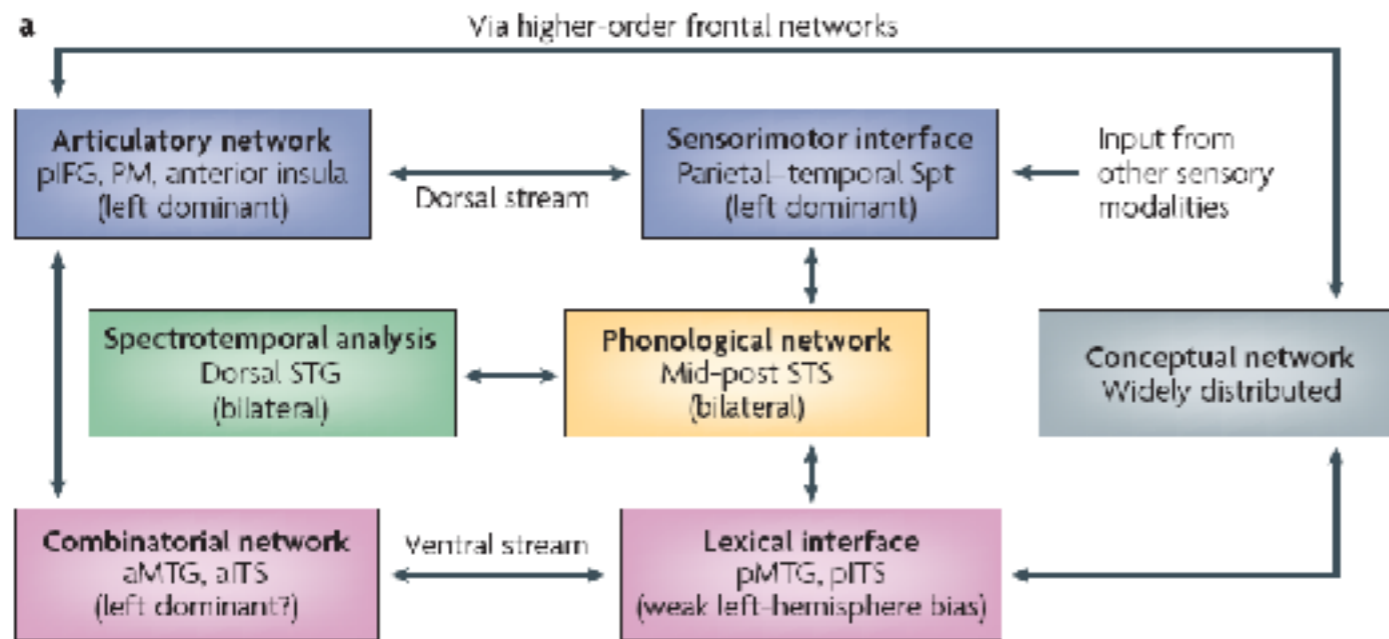 a
Via higher-order frontal networks
Articulatory network
pIFG, PM, anterior insula
(left dominant)
Dorsal stream
Sensorimotor interface
Parietal–temporal Spt
(left dominant)
Input from
other sensory
modalities
Spectrotemporal analysis
Dorsal STG
(bilateral)
Phonological network
Mid-post STS
(bilateral)
Conceptual network
Widely distributed
Combinatorial network
aMTG, aITS
(left dominant?)
Ventral stream
Lexical interface
pMTG, pITS
(weak left-hemisphere bias)